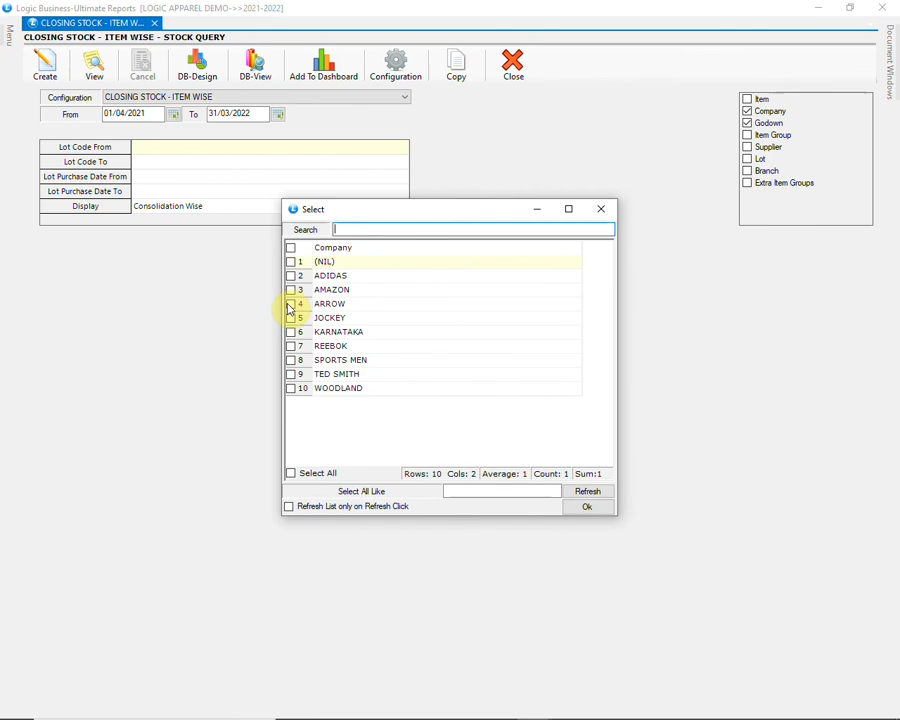 Logic Business-Ultimate Reports [LOGIC APPAREL DEMO->>2021-2022]
Menu
CLOSING STOCK - ITEM W...
Document Windows
CLOSING STOCK - ITEM WISE - STOCK QUERY
Create View Cancel DB-Design DB-View Add To Dashboard Configuration Copy Close
Configuration CLOSING STOCK - ITEM WISE
From 01/04/2021 To 31/03/2022
Item
Company
Godown
Item Group
Supplier
Lot
Branch
Extra Item Groups
Lot Code From
Lot Code To
Lot Purchase Date From
Lot Purchase Date To
Display Consolidation Wise
Select
Search
Company
1 (NIL)
2 ADIDAS
3 AMAZON
4 ARROW
5 JOCKEY
6 KARNATAKA
7 REEBOK
8 SPORTS MEN
9 TED SMITH
10 WOODLAND
Select All Rows: 10 Cols: 2 Average: 1 Count: 1 Sum:1
Select All Like Refresh
Refresh List only on Refresh Click Ok